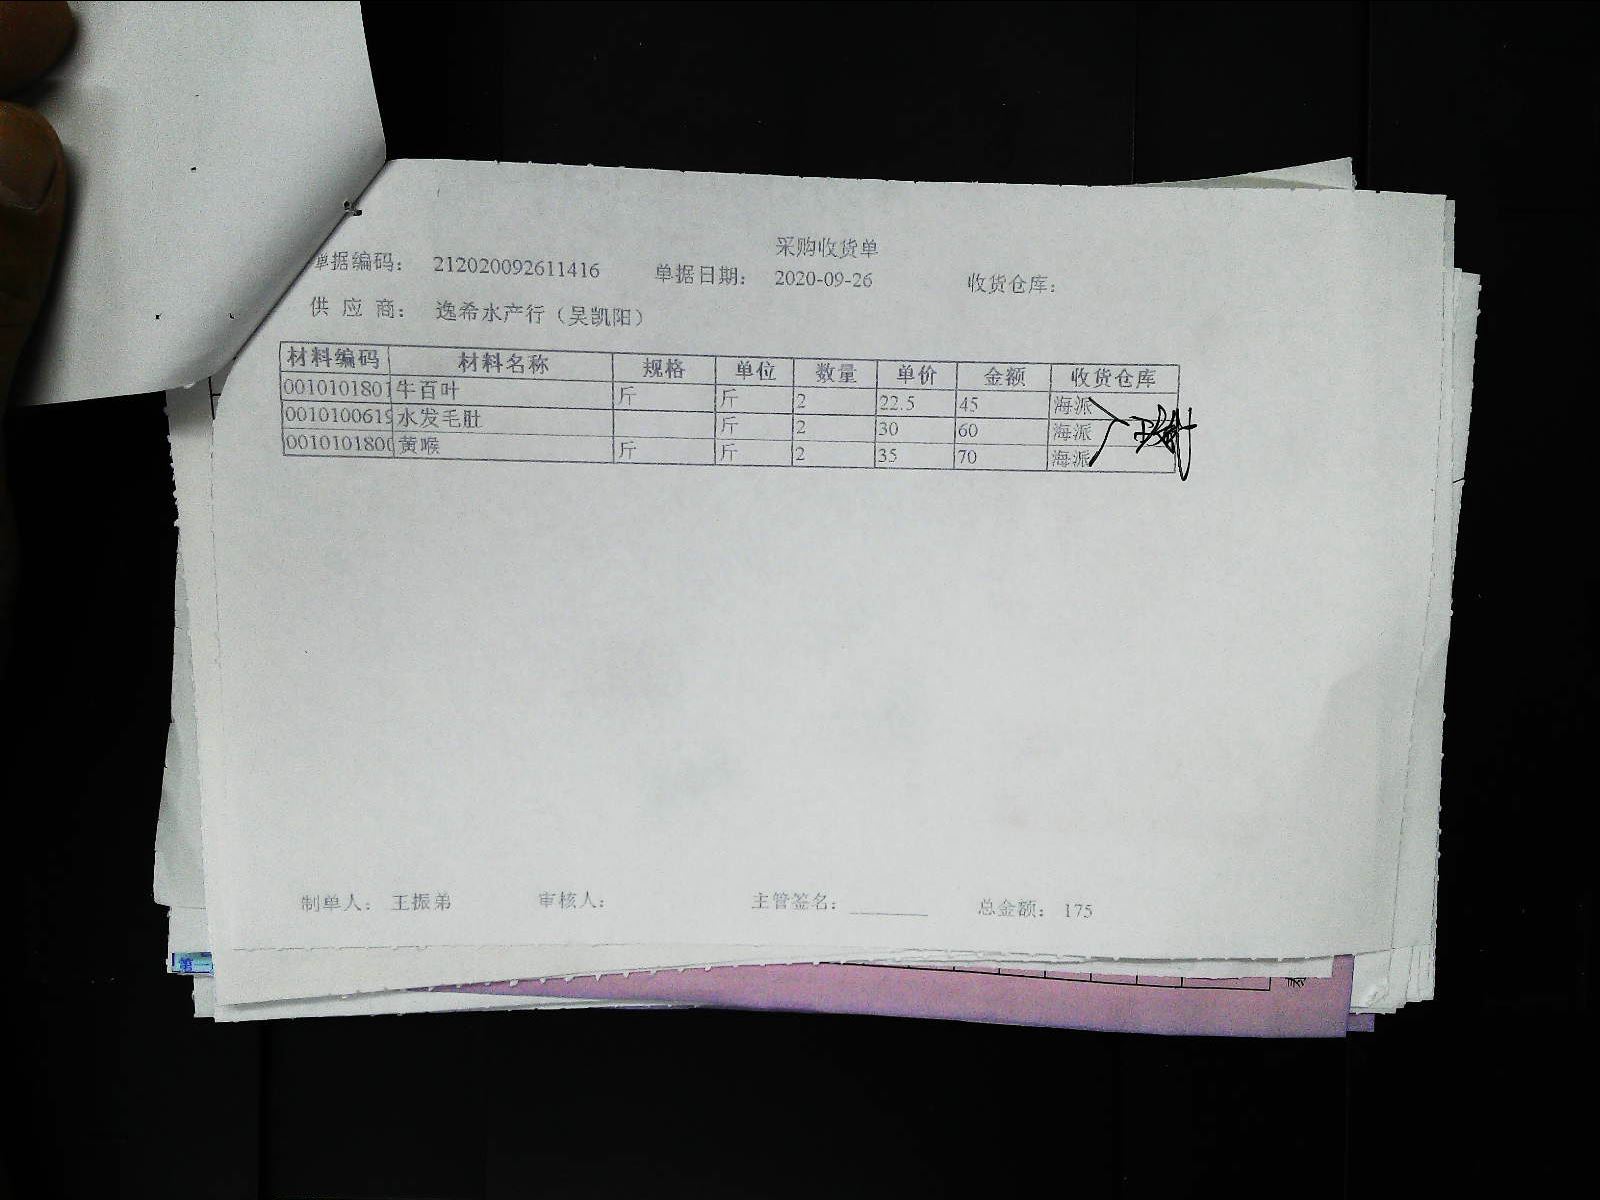 采购收货单
单据编码: 212020092611416 单据日期: 2020-09-26 收货仓库:
供 应 商: 逸希水产行（吴凯阳）
材料编码 材料名称 规格 单位 数量 单价 金额 收货仓库
0010101801 牛百叶 斤 斤 2 22.5 45 海派
0010100619 水发毛肚 斤 2 30 60 海派
001010180 黄喉 斤 斤 2 35 70 海派
制单人: 王振弟 审核人: 主管签名: ________ 总金额: 175
第一